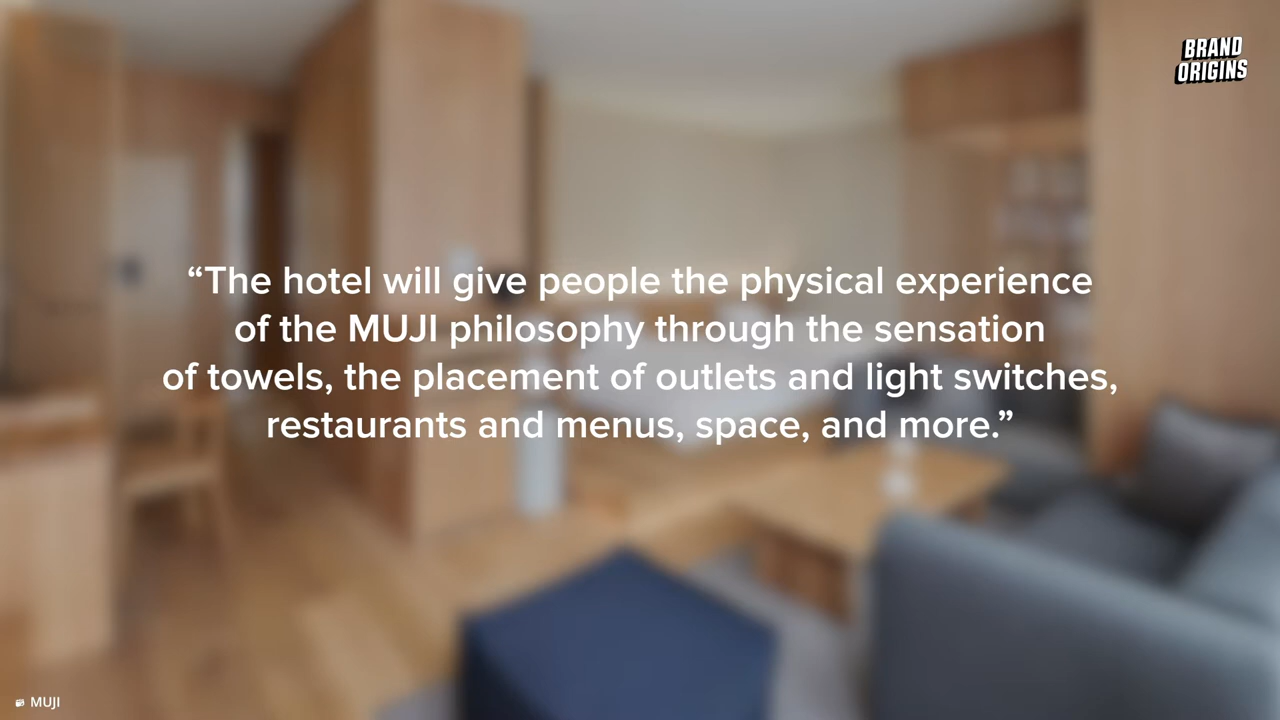 BRAND
ORIGINS
“The hotel will give people the physical experience
of the MUJI philosophy through the sensation
of towels, the placement of outlets and light switches,
restaurants and menus, space, and more.”
MUJI